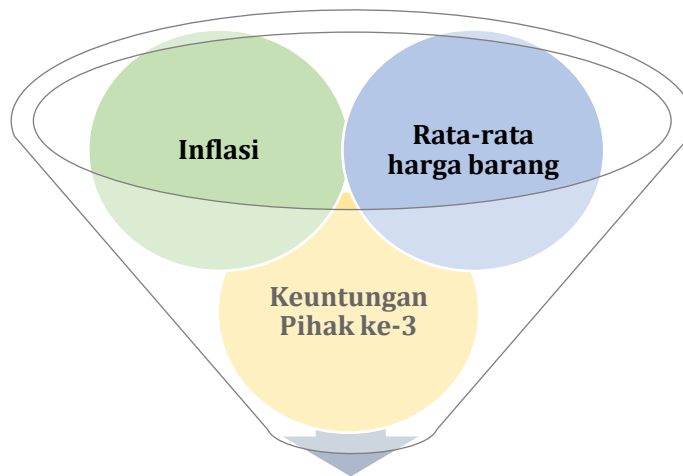 Inflasi
Rata-rata
harga barang
Keuntungan
Pihak ke-3